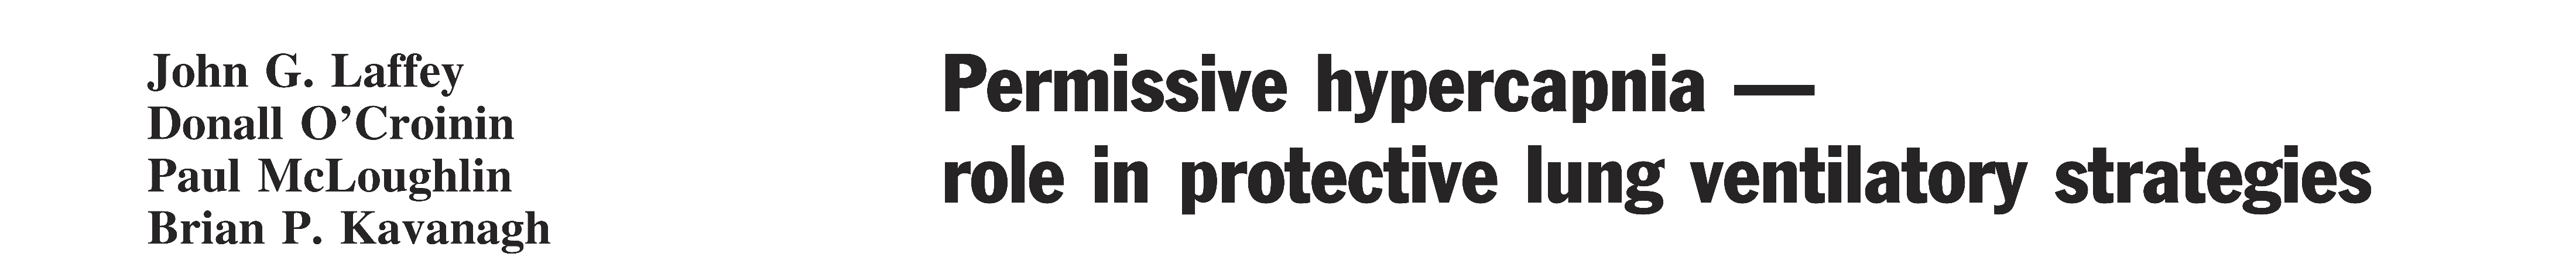 John G. Laffey
Donall O’Croinin
Paul McLoughlin
Brian P. Kavanagh
Permissive hypercapnia —
role in protective lung ventilatory strategies